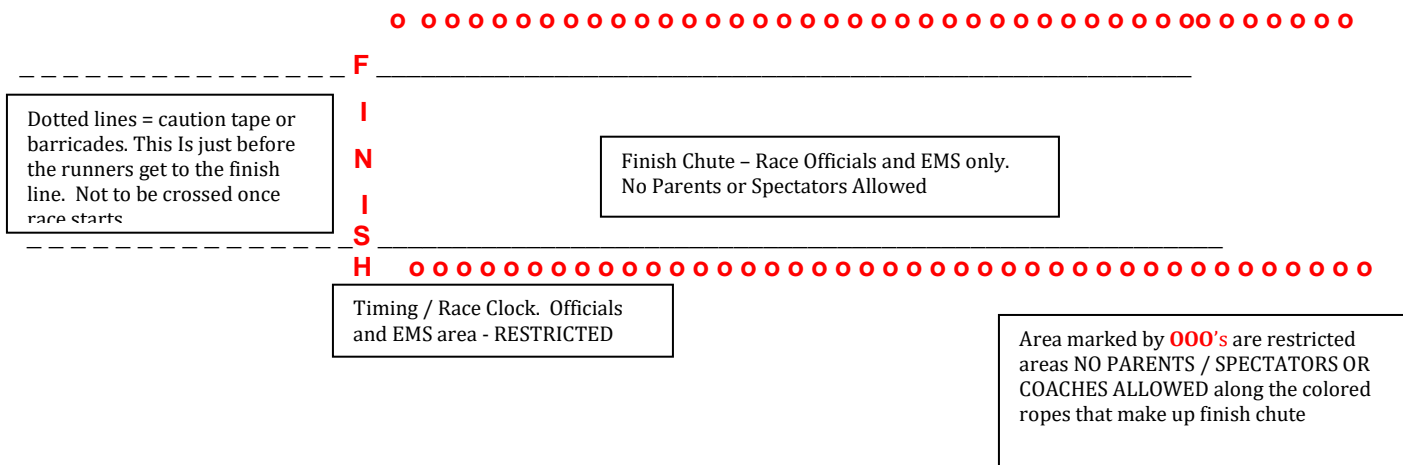 o o o o o o o o o o o o o o o o o o o o o o o o o o o o o o o o o oo o o o o o o
F
Dotted lines = caution tape or
barricades. This Is just before
the runners get to the finish
line. Not to be crossed once
race starts
I
N
I
S
H
Finish Chute – Race Officials and EMS only.
No Parents or Spectators Allowed
o o o o o o o o o o o o o o o o o o o o o o o o o o o o o o o o o o o o o o o o o
Timing / Race Clock. Officials
and EMS area - RESTRICTED
Area marked by OOO's are restricted
areas NO PARENTS / SPECTATORS OR
COACHES ALLOWED along the colored
ropes that make up finish chute